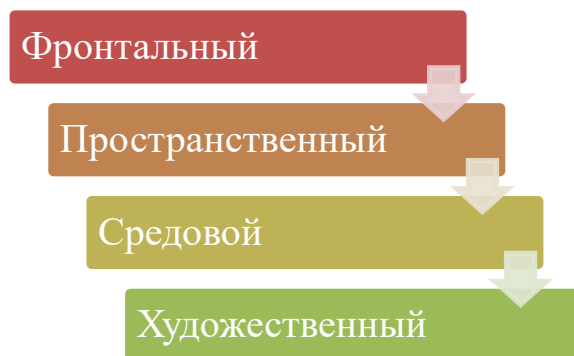 Фронтальный
Пространственный
Средовой
Художественный